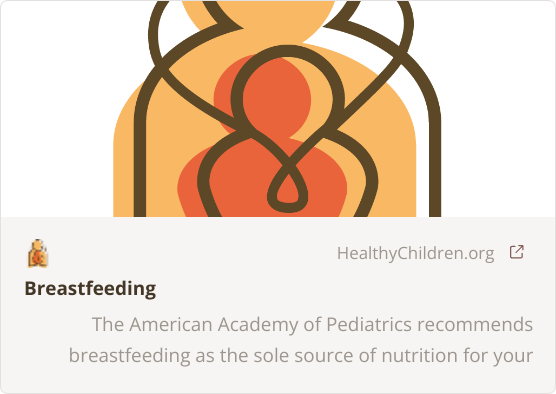 HealthyChildren.org
Breastfeeding
The American Academy of Pediatrics recommends
breastfeeding as the sole source of nutrition for your